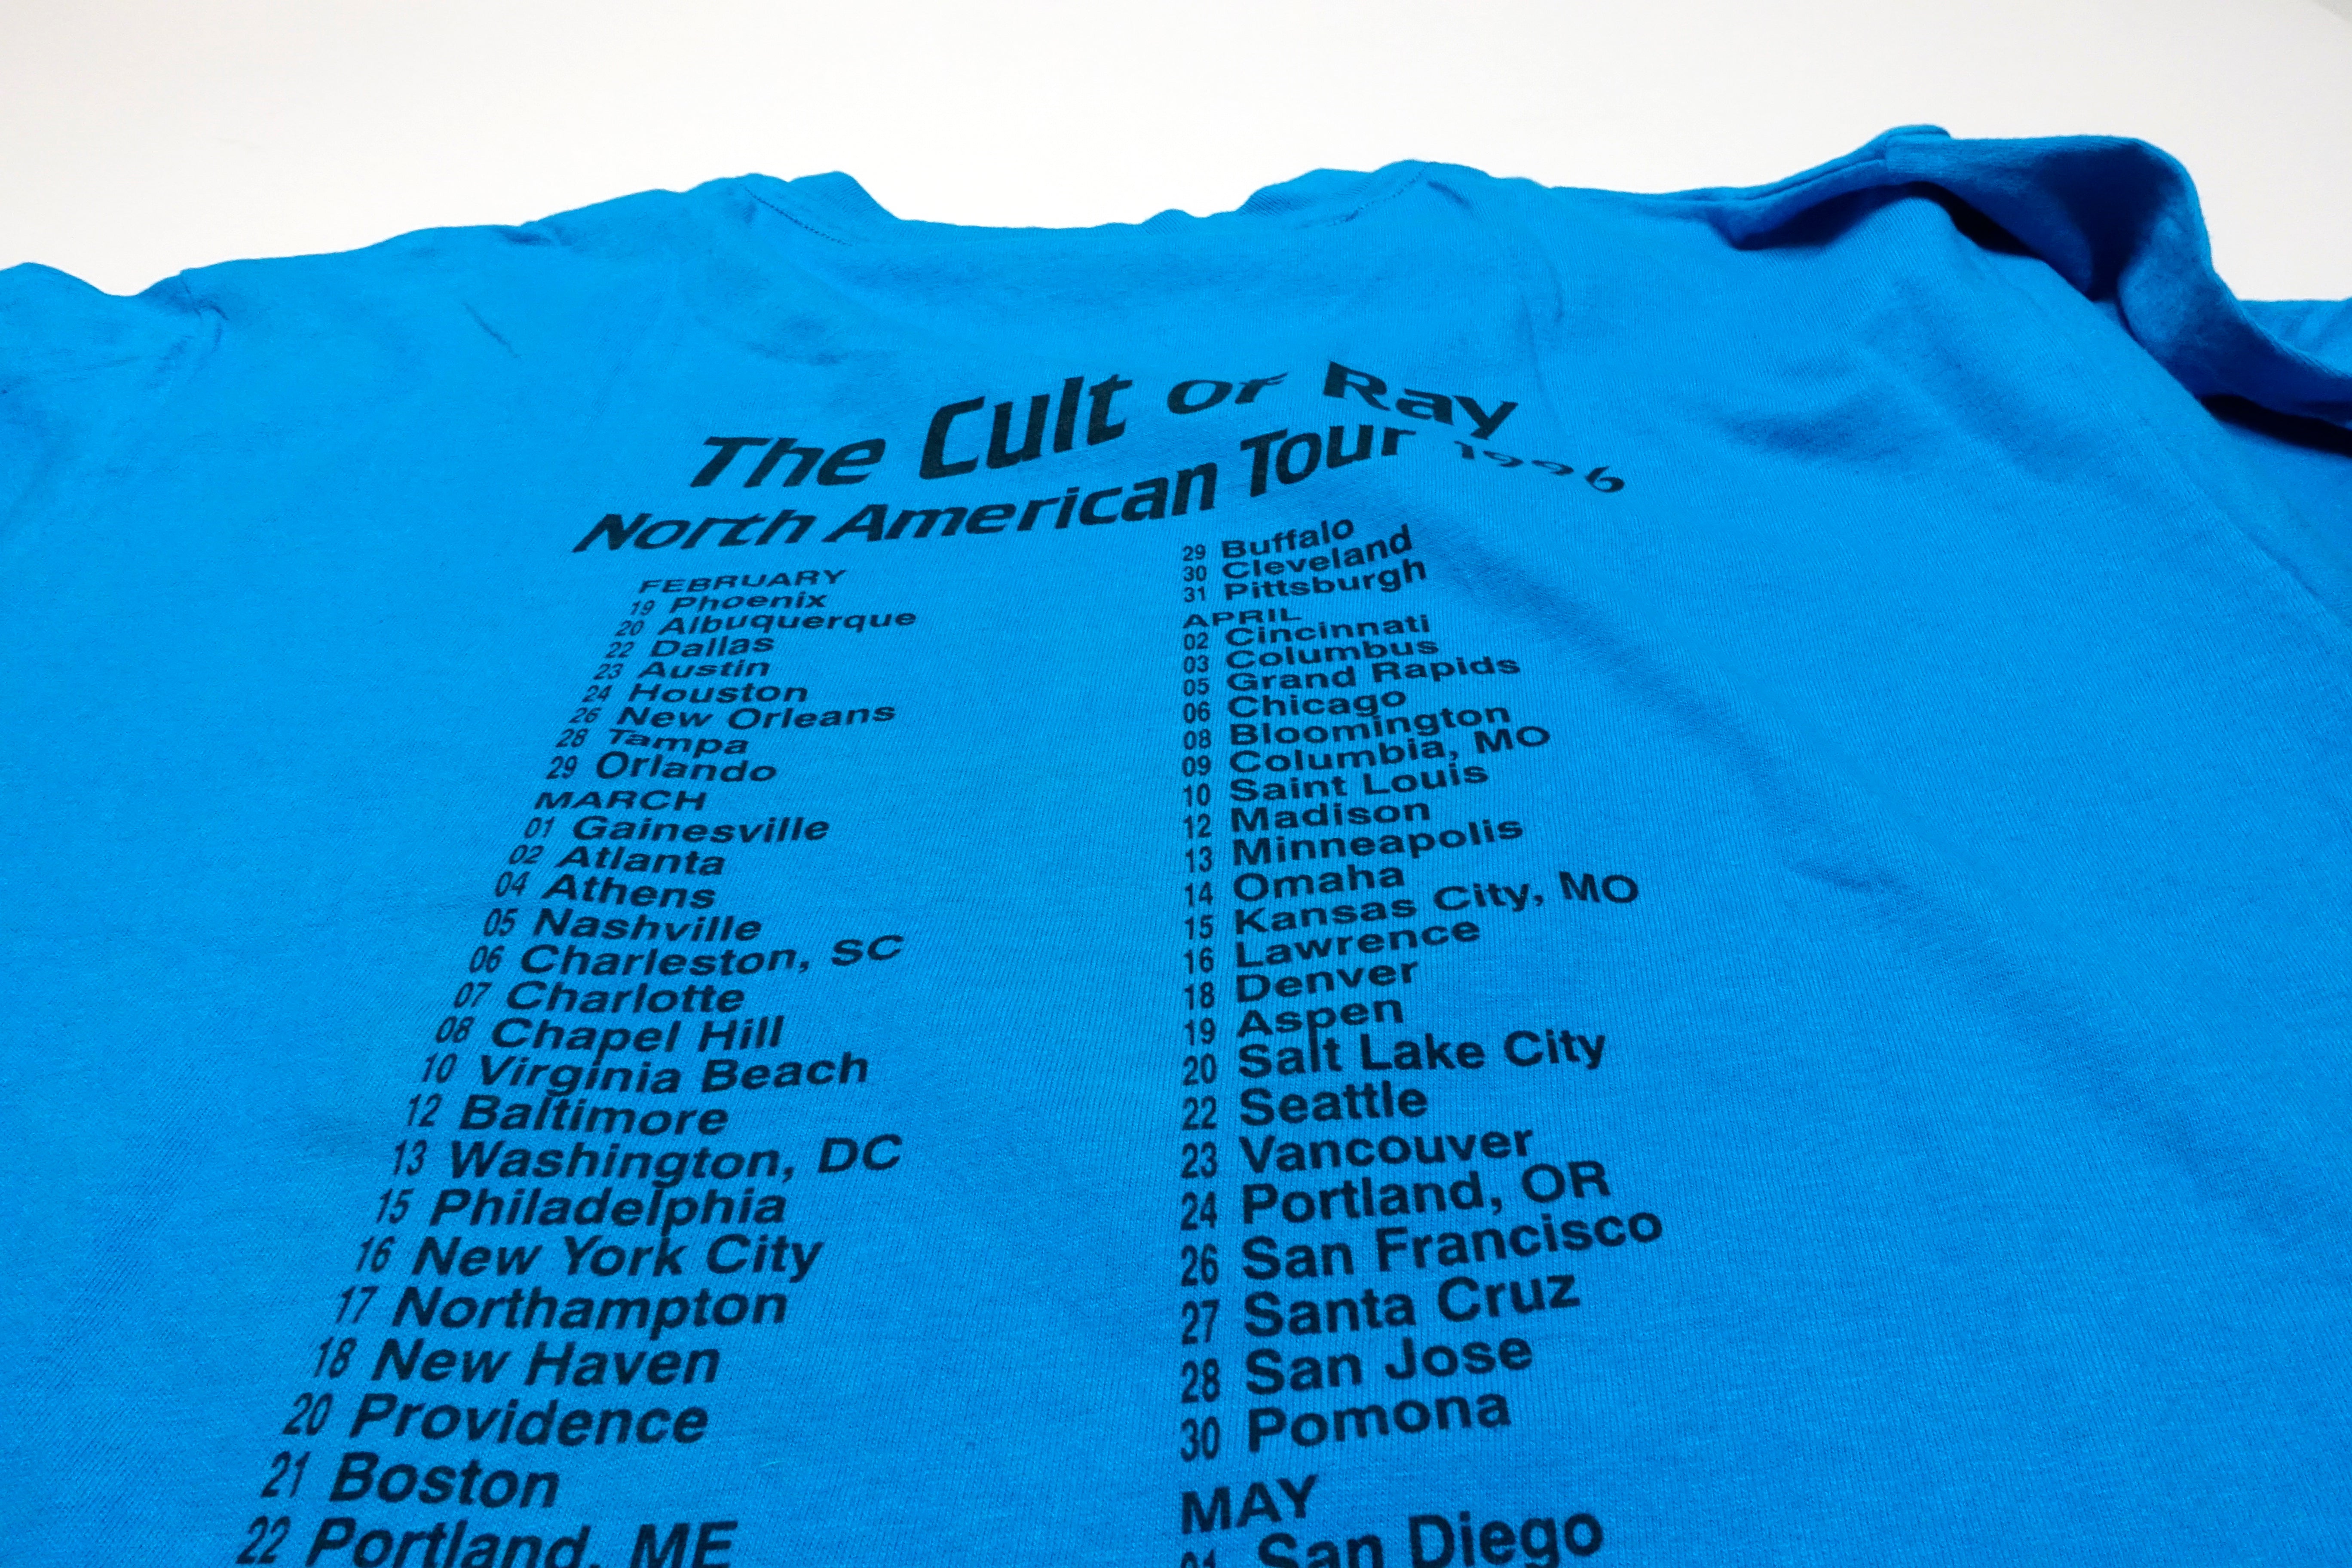 The Cult of Ray
North American Tour 1996
FEBRUARY
19 Phoenix
20 Albuquerque
22 Dallas
23 Austin
24 Houston
26 New Orleans
28 Tampa
29 Orlando
MARCH
01 Gainesville
02 Atlanta
04 Athens
05 Nashville
06 Charleston, SC
07 Charlotte
08 Chapel Hill
10 Virginia Beach
12 Baltimore
13 Washington, DC
15 Philadelphia
16 New York City
17 Northampton
18 New Haven
20 Providence
21 Boston
22 Portland, ME
29 Buffalo
30 Cleveland
31 Pittsburgh
APRIL
02 Cincinnati
03 Columbus
05 Grand Rapids
06 Chicago
08 Bloomington
09 Columbia, MO
10 Saint Louis
12 Madison
13 Minneapolis
14 Omaha
15 Kansas City, MO
16 Lawrence
18 Denver
19 Aspen
20 Salt Lake City
22 Seattle
23 Vancouver
24 Portland, OR
26 San Francisco
27 Santa Cruz
28 San Jose
30 Pomona
MAY
01 San Diego